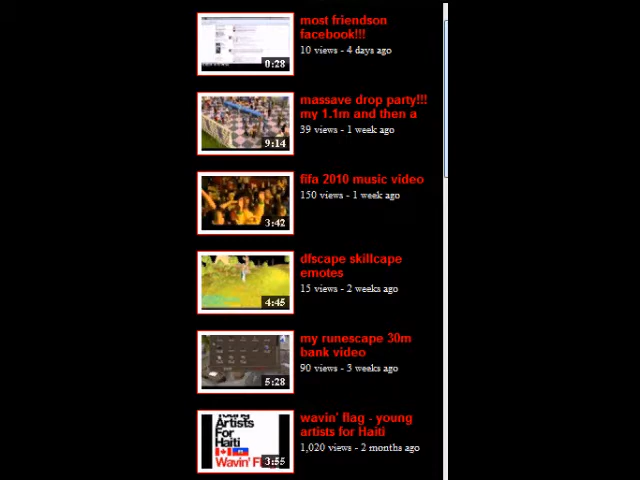 most friendson
facebook!!!
10 views - 4 days ago
0:28
massave drop party!!!
my 1.1m and then a
39 views - 1 week ago
9:14
fifa 2010 music video
150 views - 1 week ago
3:42
dfscape skillcape
emotes
15 views - 2 weeks ago
4:45
my runescape 30m
bank video
90 views - 3 weeks ago
5:28
wavin' flag - young
artists for Haiti
1,020 views - 2 months ago
Young
Artists
For
Haiti
3:55